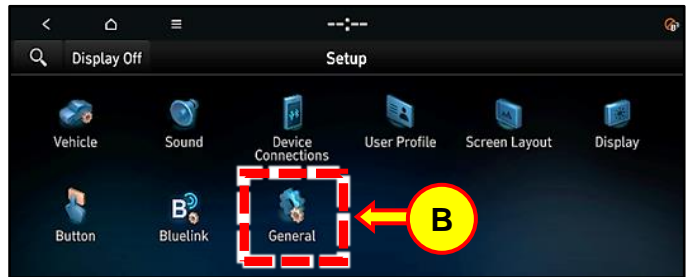 --:--
Display Off
Setup
Vehicle
Sound
Device
Connections
User Profile
Screen Layout
Display
Button
B
Bluelink
General
B